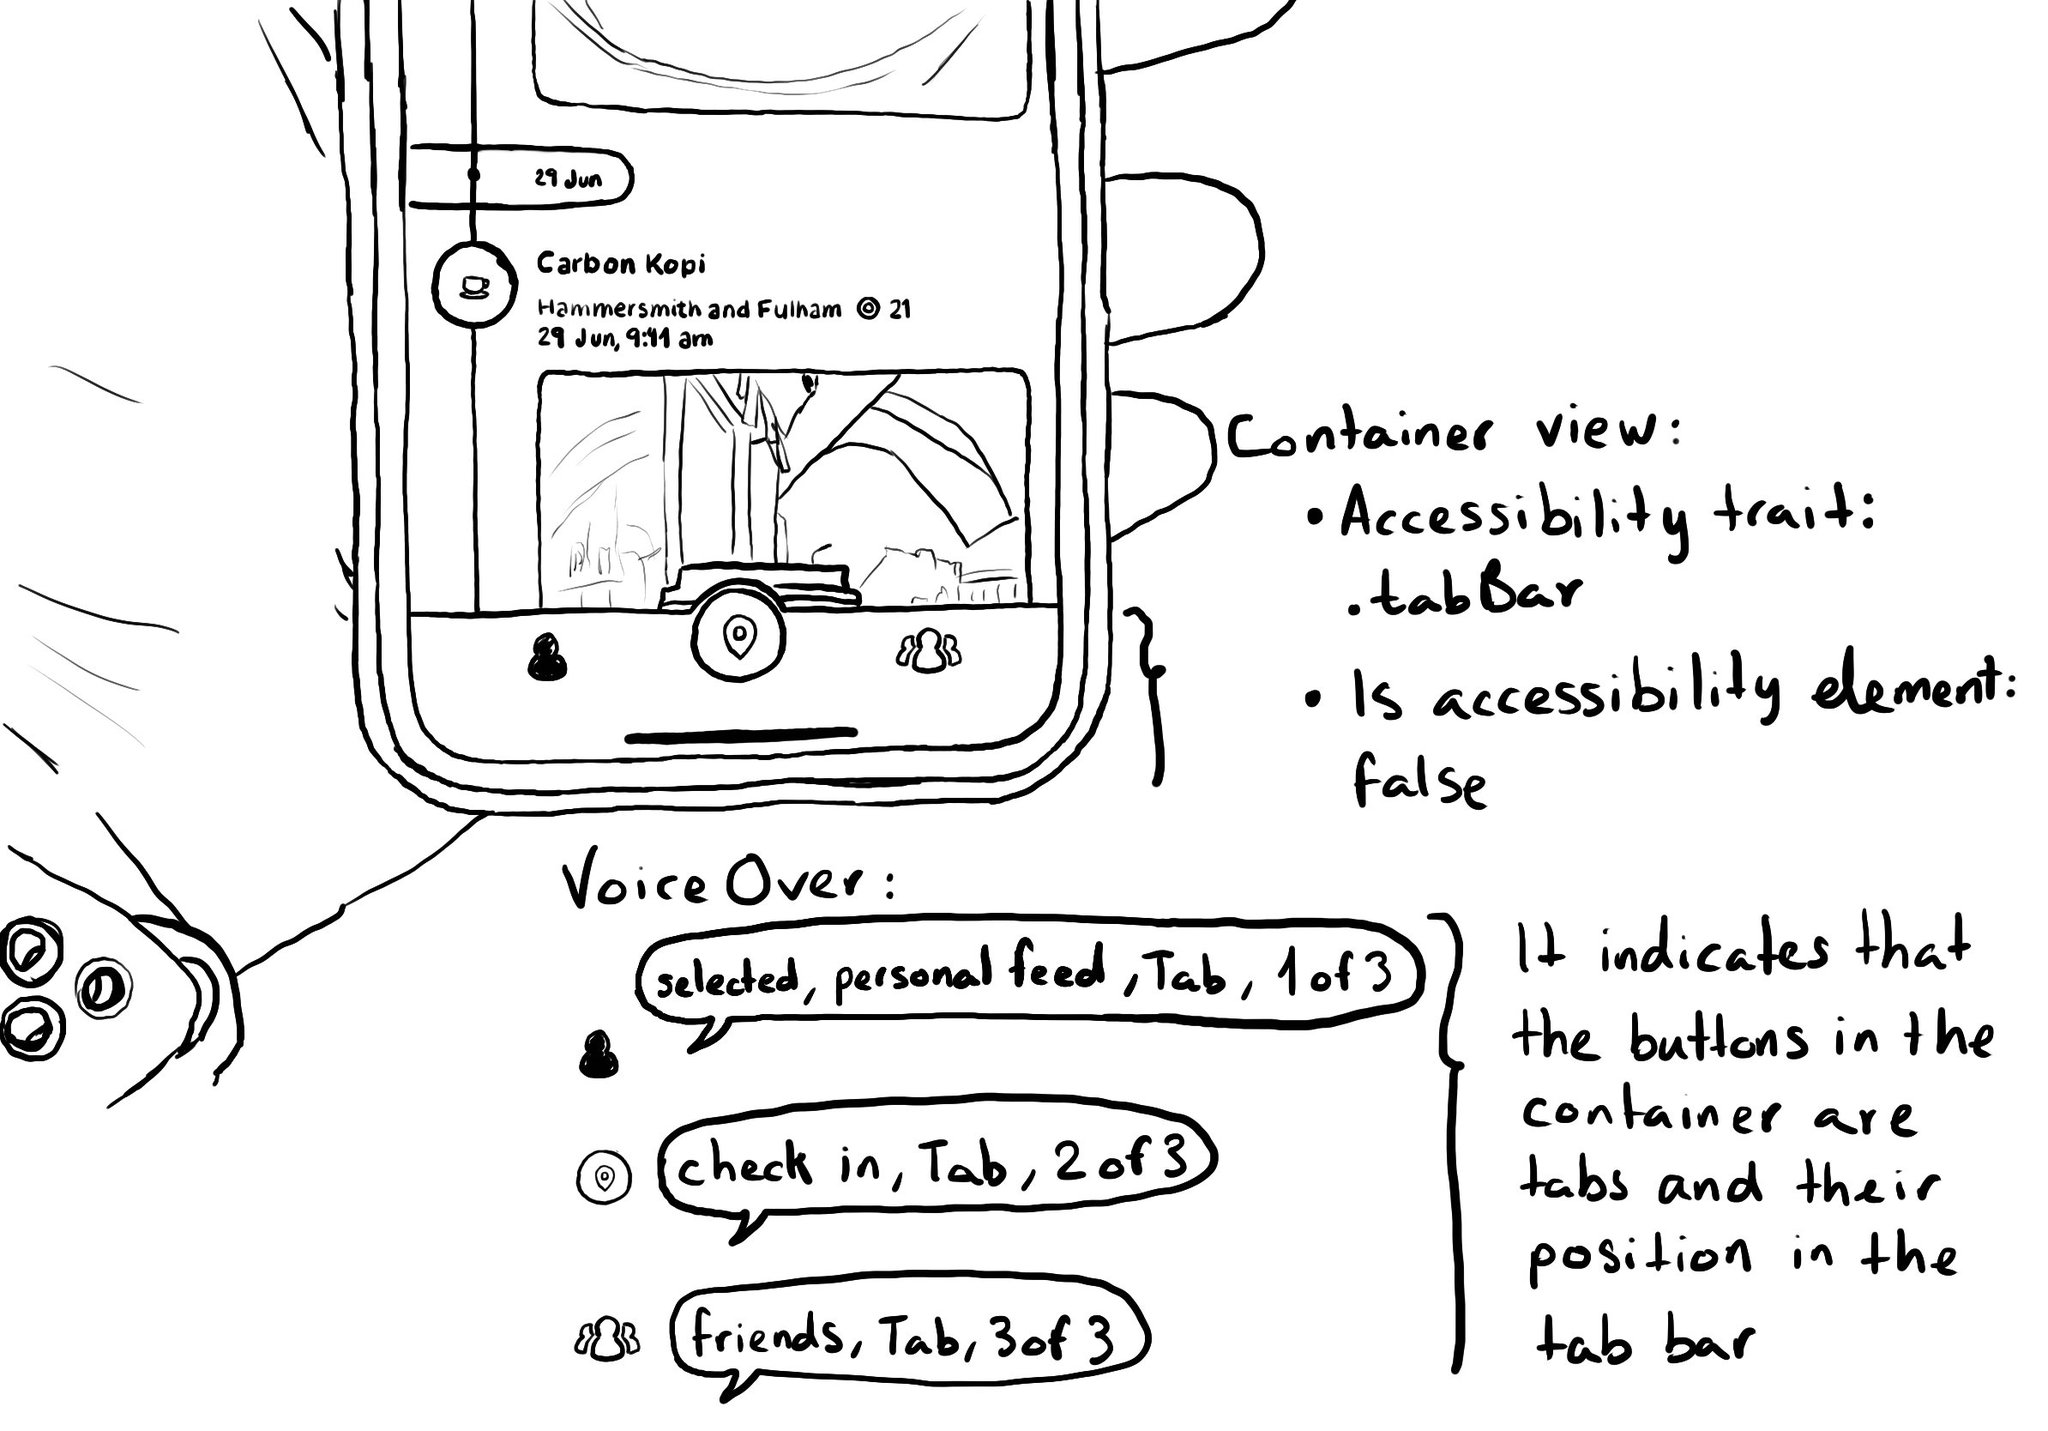 29 Jun
Carbon Kopi
Hammersmith and Fulham 21
29 Jun, 9:41 am
Container view:
• Accessibility trait:
.tabBar
• Is accessibility element:
false
VoiceOver:
selected, personal feed, Tab, 1 of 3
check in, Tab, 2 of 3
friends, Tab, 3 of 3
It indicates that
the buttons in the
container are
tabs and their
position in the
tab bar